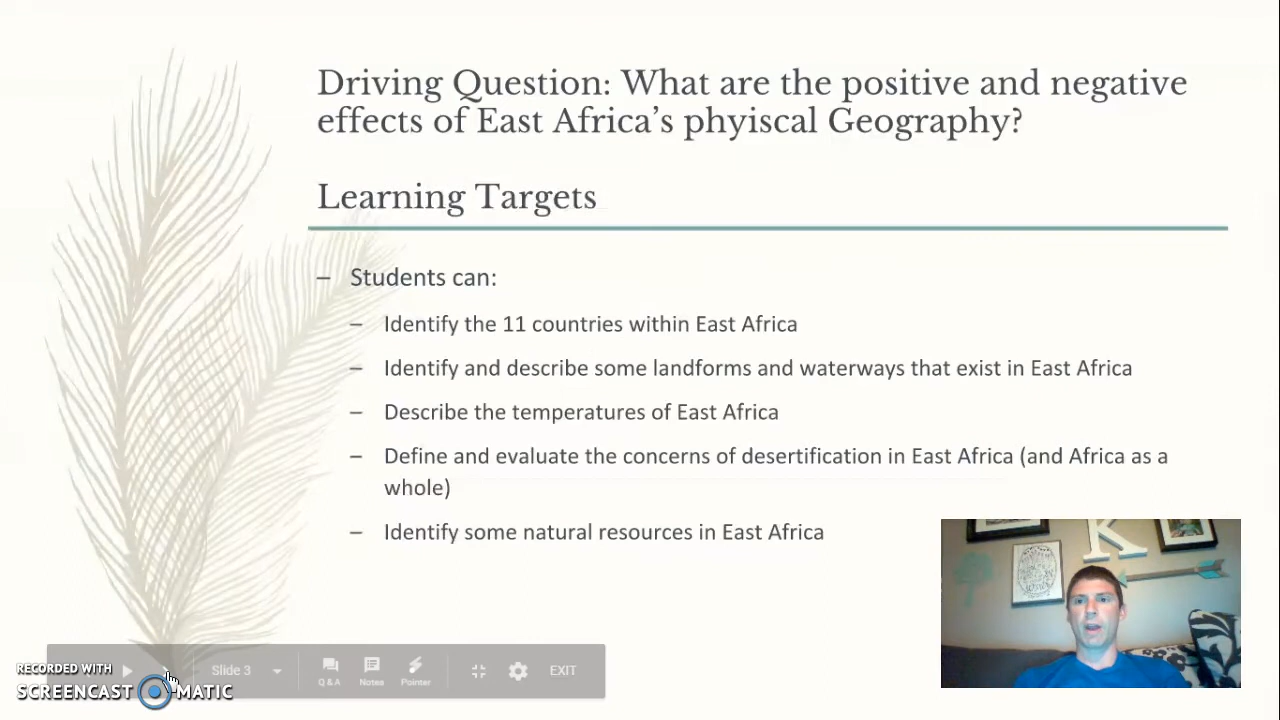 Driving Question: What are the positive and negative
effects of East Africa’s phyiscal Geography?
Learning Targets
– Students can:
– Identify the 11 countries within East Africa
– Identify and describe some landforms and waterways that exist in East Africa
– Describe the temperatures of East Africa
– Define and evaluate the concerns of desertification in East Africa (and Africa as a
whole)
– Identify some natural resources in East Africa
K
Slide 3
Q & A
Notes
Pointer
EXIT
RECORDED WITH
SCREENCAST MATIC